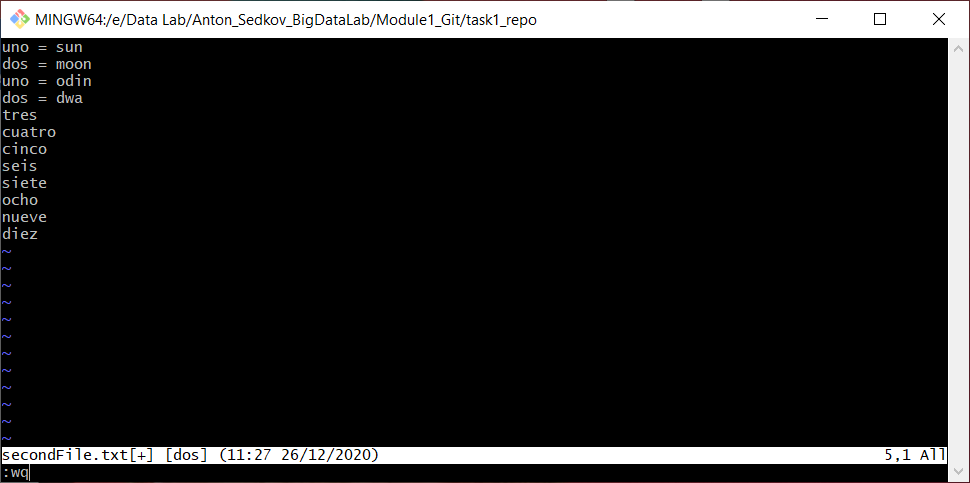 MINGW64:/e/Data Lab/Anton_Sedkov_BigDataLab/Module1_Git/task1_repo
uno = sun
dos = moon
uno = odin
dos = dwa
tres
cuatro
cinco
seis
siete
ocho
nueve
diez
~
~
~
~
~
~
~
~
~
~
~
~
secondFile.txt[+] [dos] (11:27 26/12/2020) 5,1 All
:wq